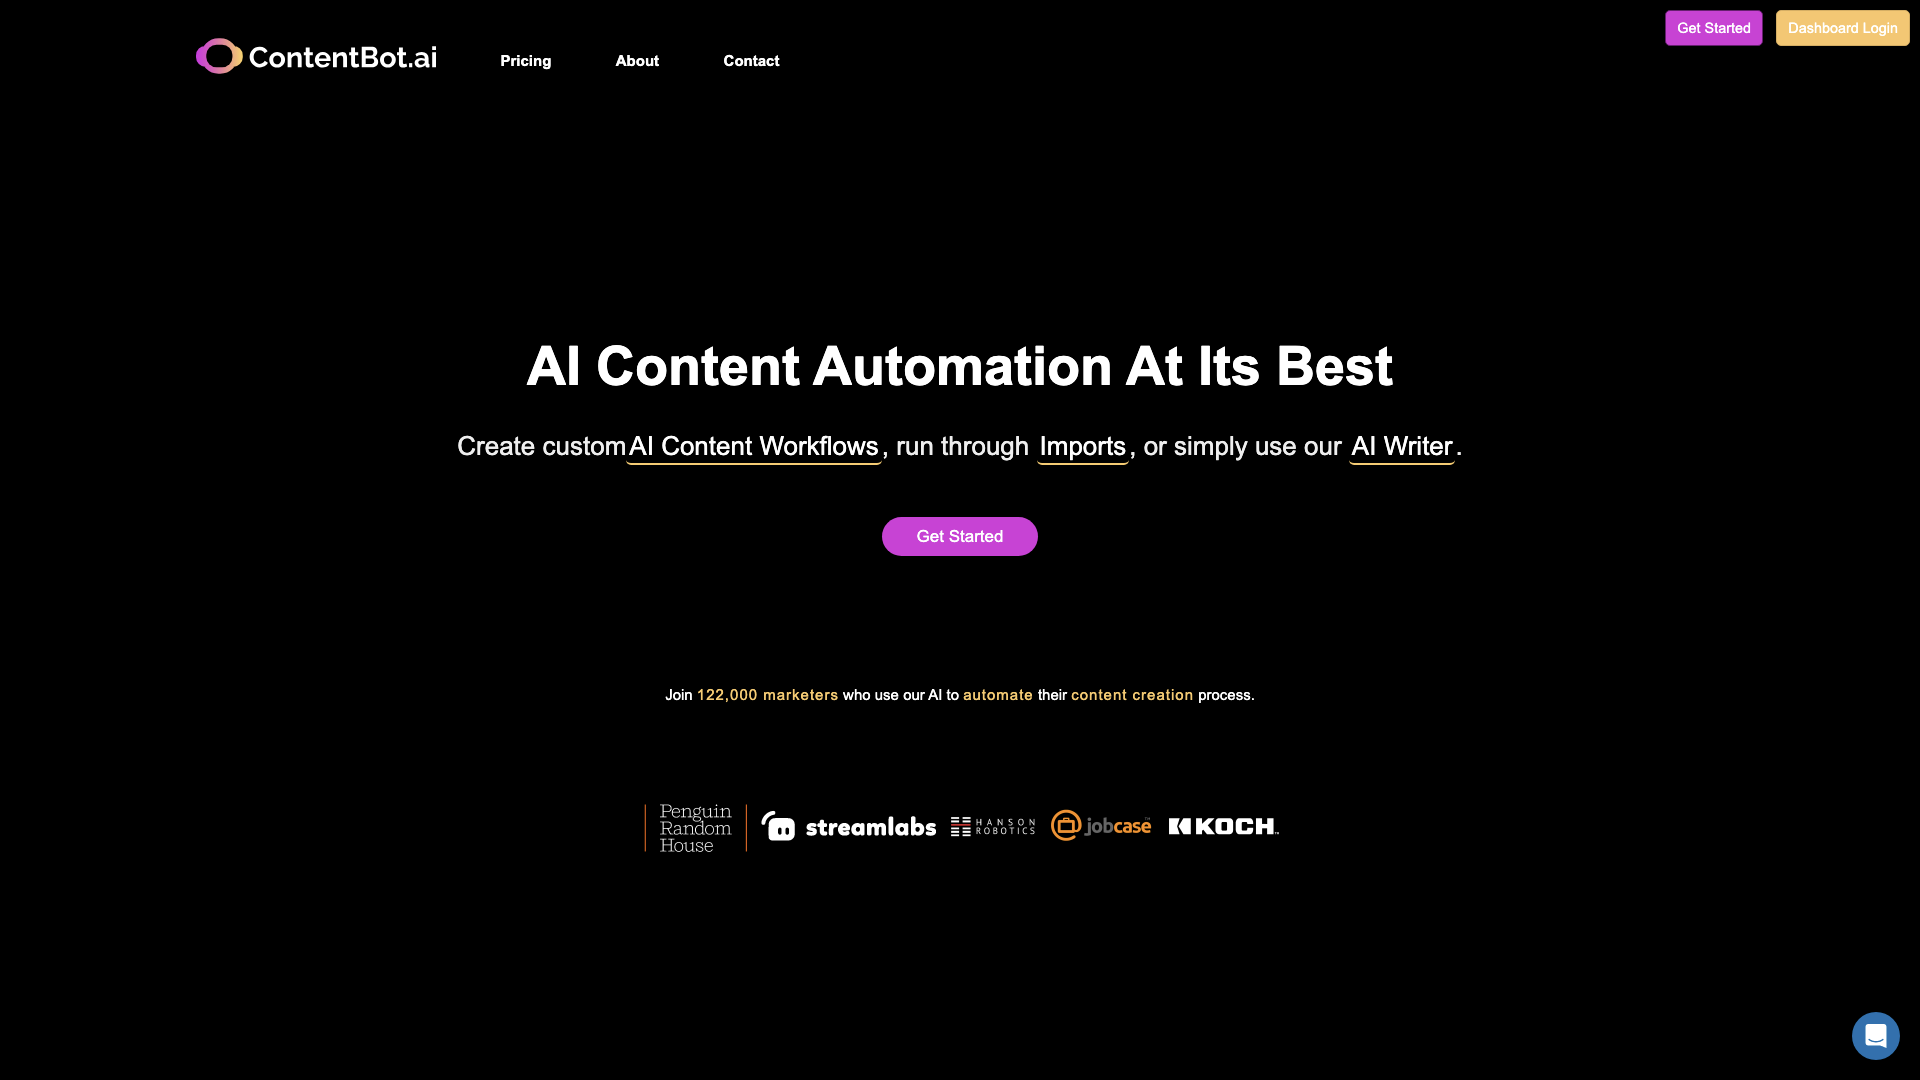 Get Started
Dashboard Login
ContentBot.ai
Pricing
About
Contact
AI Content Automation At Its Best
Create custom AI Content Workflows, run through Imports, or simply use our AI Writer.
Get Started
Join 122,000 marketers who use our AI to automate their content creation process.
Penguin
Random
House
streamlabs
HANSON
ROBOTICS
jobcase
KOCH